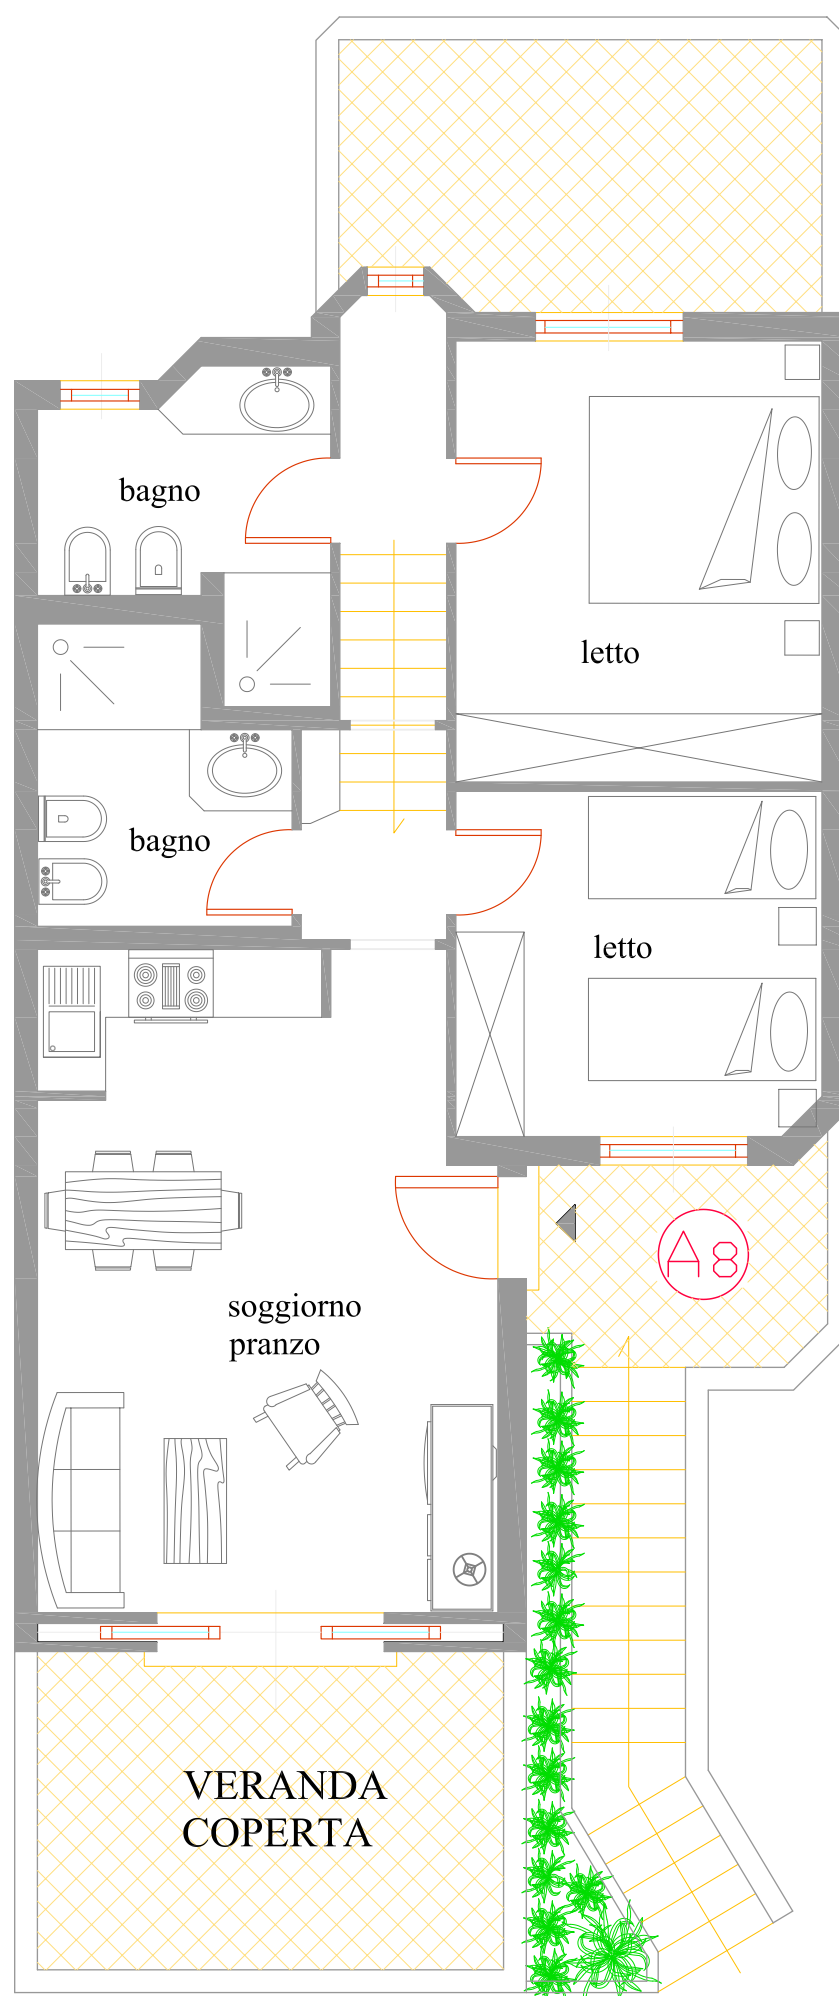 bagno
letto
bagno
letto
A8
soggiorno
pranzo
VERANDA
COPERTA